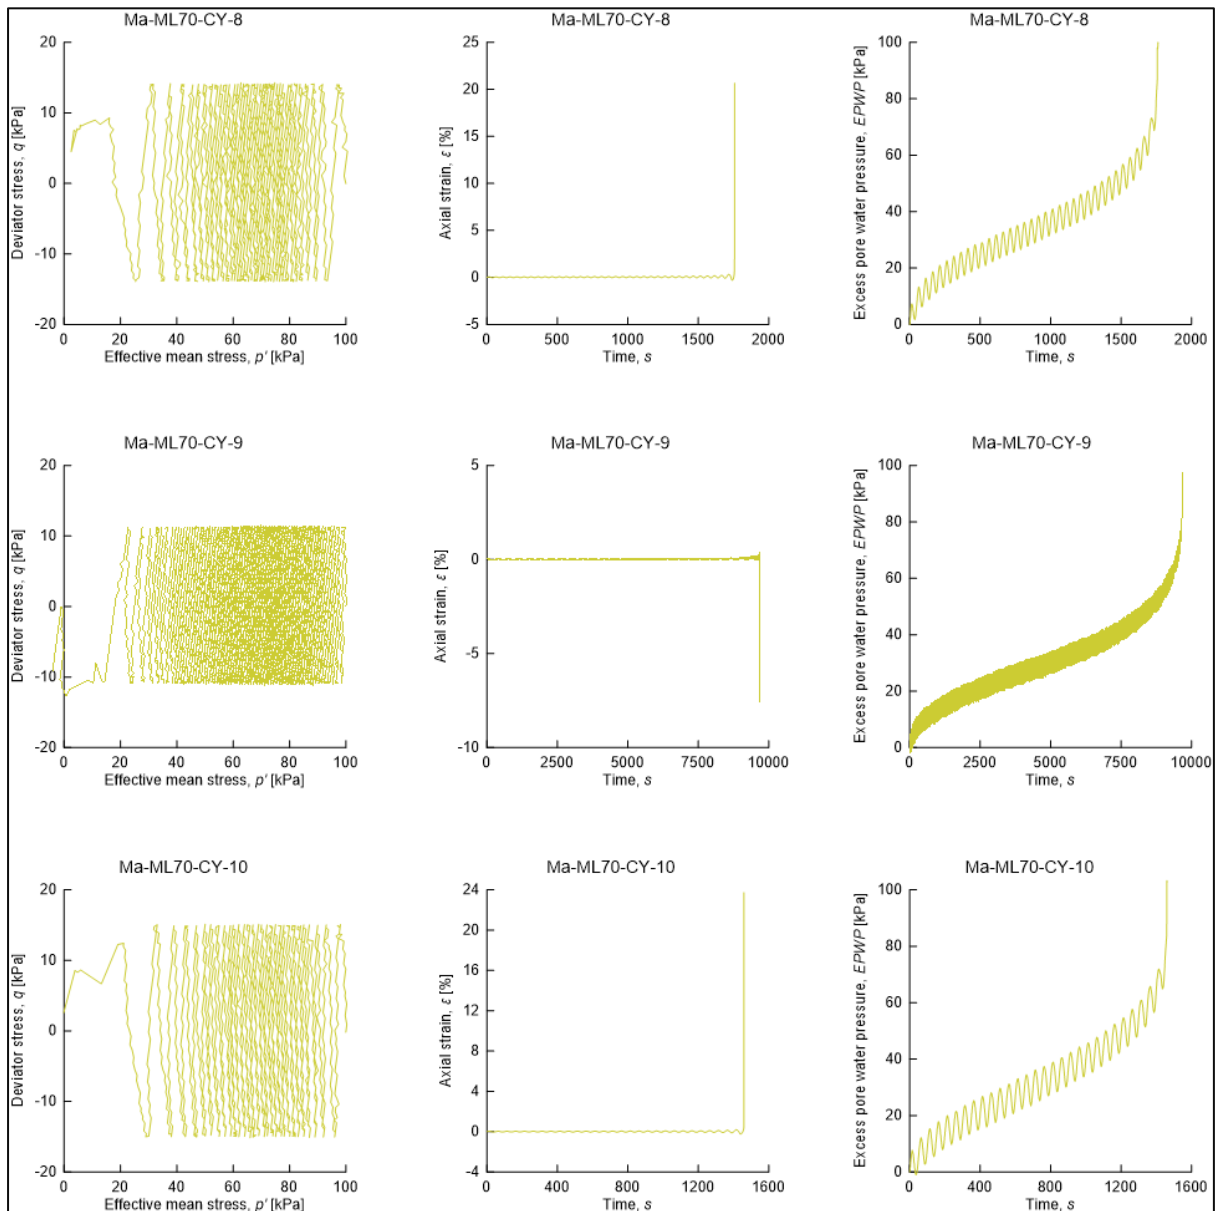 Ma-ML70-CY-8
Deviator stress, q [kPa]
20
10
0
-10
-20
0 20 40 60 80 100
Effective mean stress, p' [kPa]
Ma-ML70-CY-8
Axial strain, ε [%]
25
20
15
10
5
0
-5
0 500 1000 1500 2000
Time, s
Ma-ML70-CY-8
Excess pore water pressure, EPWP [kPa]
100
80
60
40
20
0
0 500 1000 1500 2000
Time, s
Ma-ML70-CY-9
Deviator stress, q [kPa]
20
10
0
-10
-20
0 20 40 60 80 100
Effective mean stress, p' [kPa]
Ma-ML70-CY-9
Axial strain, ε [%]
5
0
-5
-10
0 2500 5000 7500 10000
Time, s
Ma-ML70-CY-9
Excess pore water pressure, EPWP [kPa]
100
80
60
40
20
0
0 2500 5000 7500 10000
Time, s
Ma-ML70-CY-10
Deviator stress, q [kPa]
20
10
0
-10
-20
0 20 40 60 80 100
Effective mean stress, p' [kPa]
Ma-ML70-CY-10
Axial strain, ε [%]
24
20
16
12
8
4
0
-4
0 400 800 1200 1600
Time, s
Ma-ML70-CY-10
Excess pore water pressure, EPWP [kPa]
100
80
60
40
20
0
0 400 800 1200 1600
Time, s